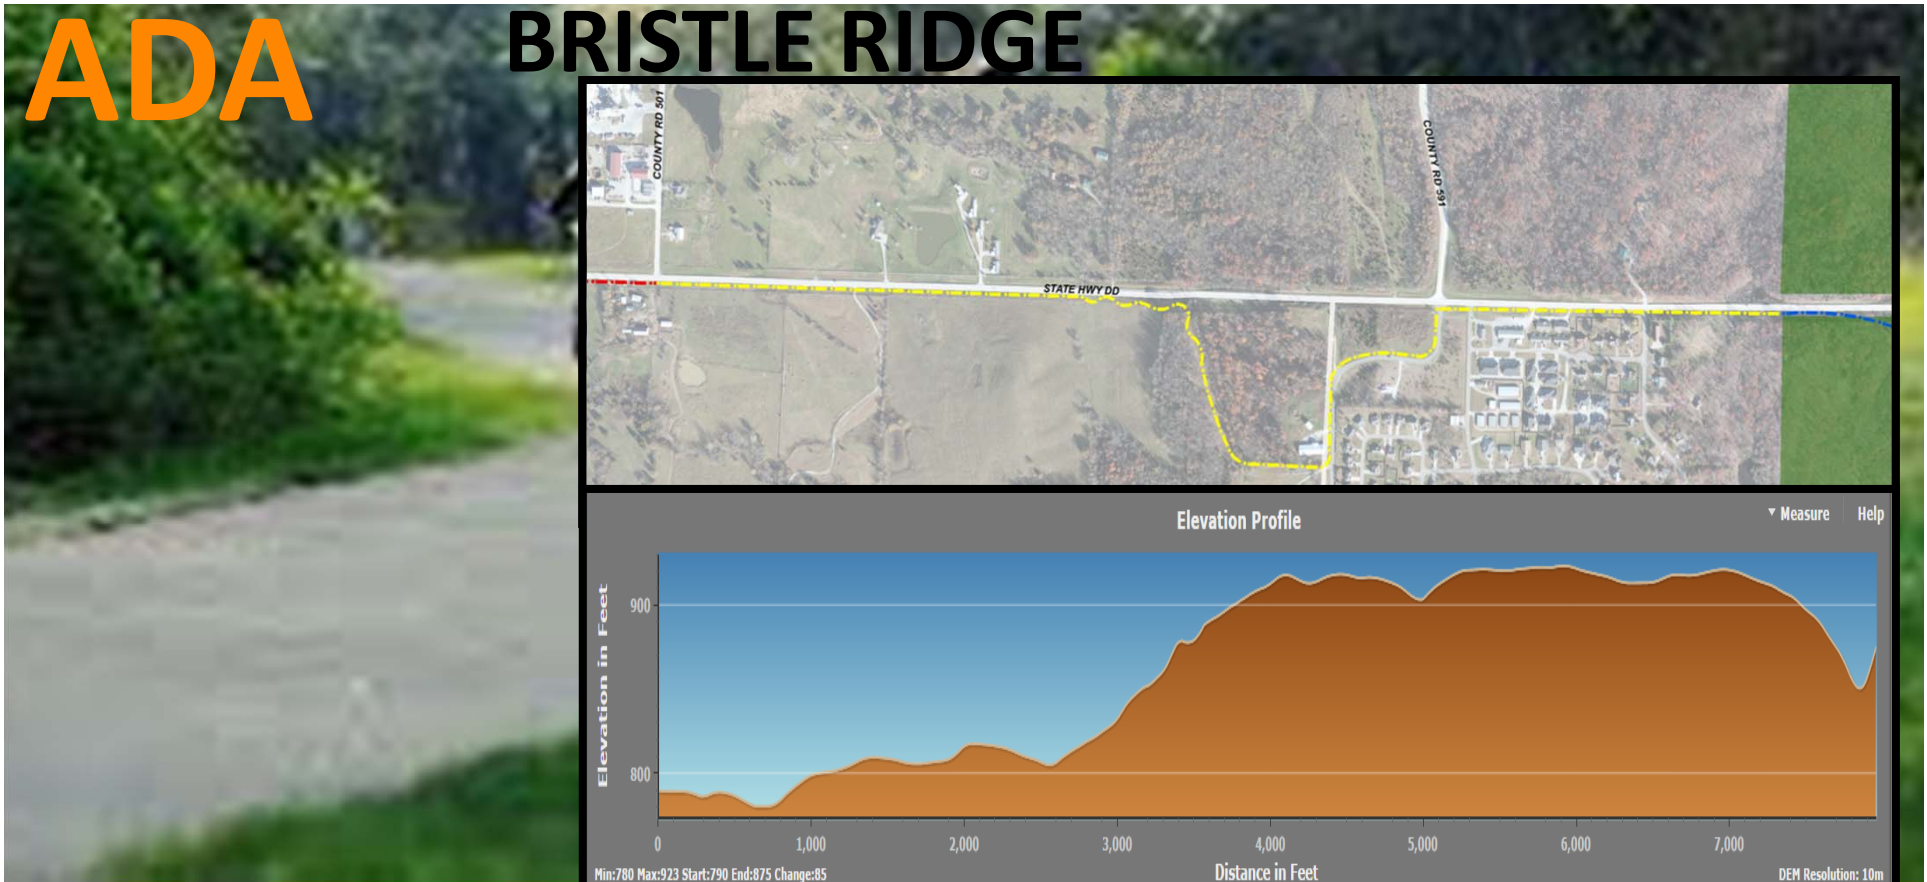 ADA
BRISTLE RIDGE
COUNTY RD 501
COUNTY RD 591
STATE HWY DD
Elevation Profile
Measure
Help
Elevation in Feet
900
800
0
1,000
2,000
3,000
4,000
5,000
6,000
7,000
Distance in Feet
Min:780 Max:923 Start:790 End:875 Change:85
DEM Resolution: 10m